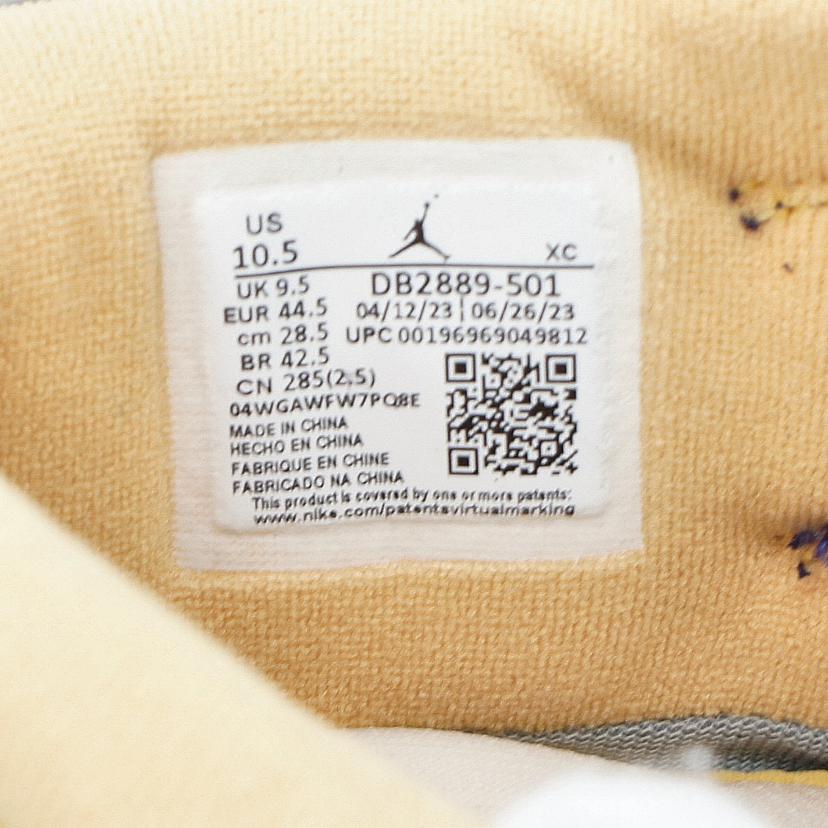 US
10.5 XC
UK 9.5 DB2889-501
EUR 44.5 04/12/23 | 06/26/23
cm 28.5 UPC 00196969049812
BR 42.5
CN 285(2,5)
04WGAWFW7PQ8E
MADE IN CHINA
HECHO EN CHINA
FABRIQUE EN CHINE
FABRICADO NA CHINA
This product is covered by one or more patents:
www.nike.com/patentsvirtualmarking